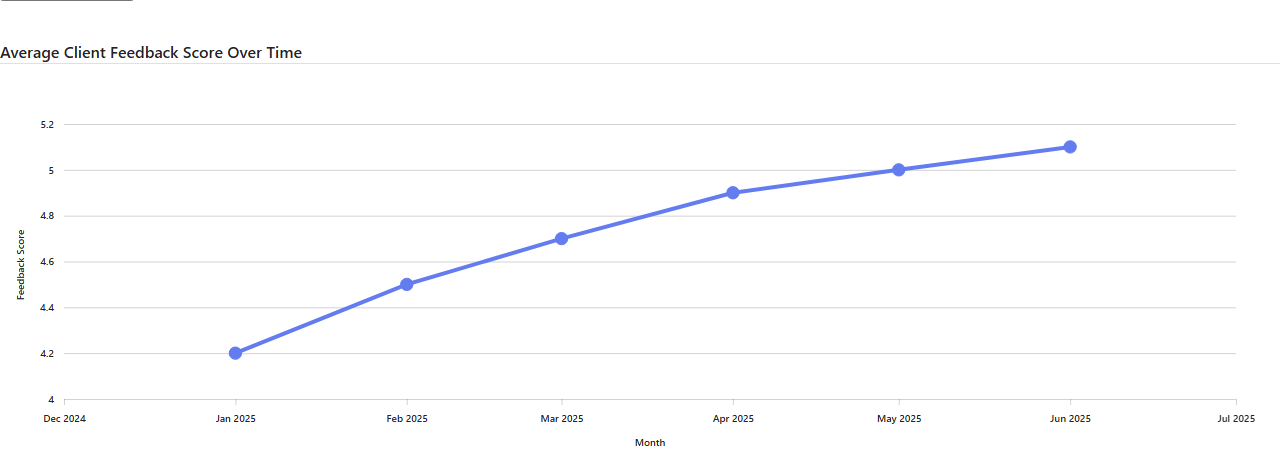 Average Client Feedback Score Over Time
5.2
5
4.8
4.6
4.4
4.2
4
Feedback Score
Dec 2024 Jan 2025 Feb 2025 Mar 2025 Apr 2025 May 2025 Jun 2025 Jul 2025
Month